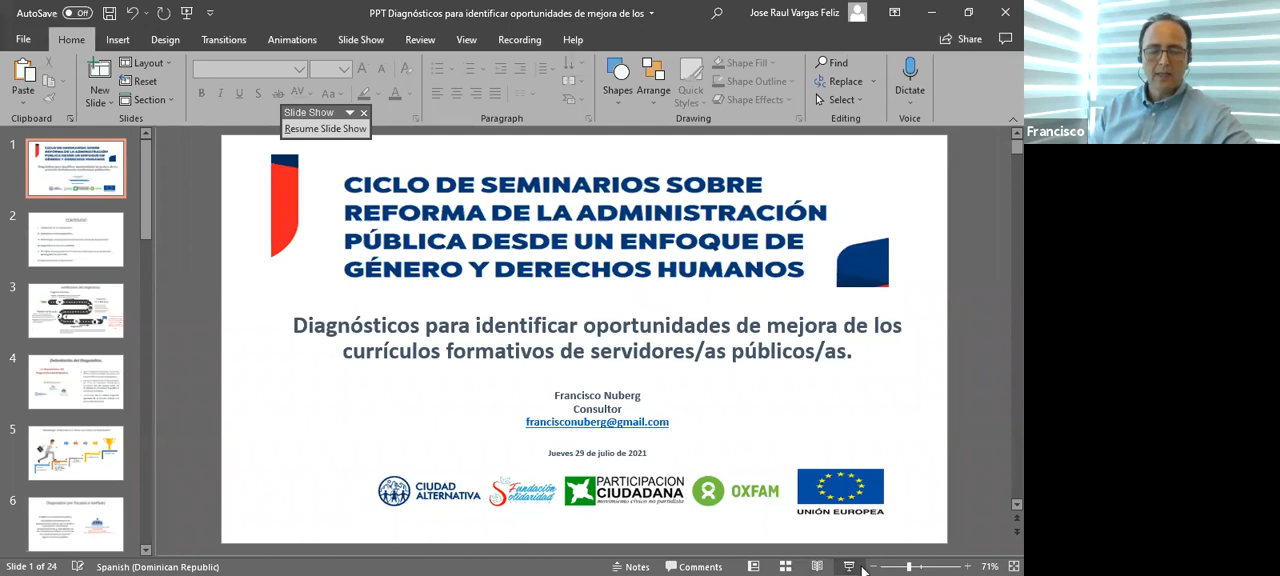 AutoSave Off
PPT Diagnósticos para identificar oportunidades de mejora de los
Jose Raul Vargas Feliz
File Home Insert Design Transitions Animations Slide Show Review View Recording Help
Share
Paste
New
Slide
Layout
Reset
Section
Shapes
Arrange
Quick
Styles
Shape Fill
Shape Outline
Shape Effects
Find
Replace
Select
Dictate
Clipboard Slides Paragraph Drawing Editing Voice
Slide Show
Resume Slide Show
Francisco
1
2
3
4
5
6
CICLO DE SEMINARIOS SOBRE
REFORMA DE LA ADMINISTRACIÓN
PÚBLICA DESDE UN ENFOQUE DE
GÉNERO Y DERECHOS HUMANOS
Diagnósticos para identificar oportunidades de mejora de los
currículos formativos de servidores/as públicos/as.
Francisco Nuberg
Consultor
francisconuberg@gmail.com
Jueves 29 de julio de 2021
CIUDAD
ALTERNATIVA
Fundación
Solidaridad
PARTICIPACION
CIUDADANA
movimiento cívico no partidista
OXFAM
UNIÓN EUROPEA
Slide 1 of 24
Spanish (Dominican Republic)
Notes
Comments
71%